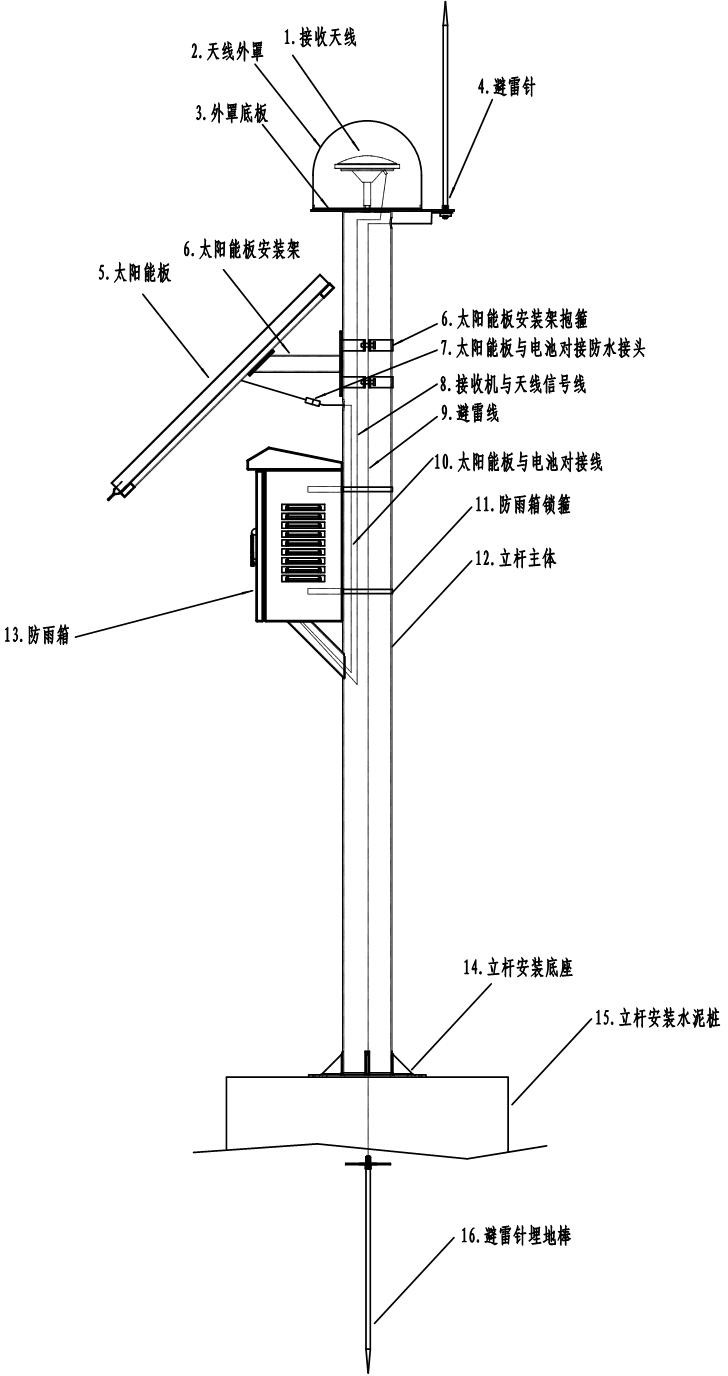 1.接收天线
2.天线外罩
3.外罩底板
4.避雷针
6.太阳能板安装架
5.太阳能板
6.太阳能板安装架抱箍
7.太阳能板与电池对接防水接头
8.接收机与天线信号线
9.避雷线
10.太阳能板与电池对接线
11.防雨箱锁箍
12.立杆主体
13.防雨箱
14.立杆安装底座
15.立杆安装水泥桩
16.避雷针埋地棒